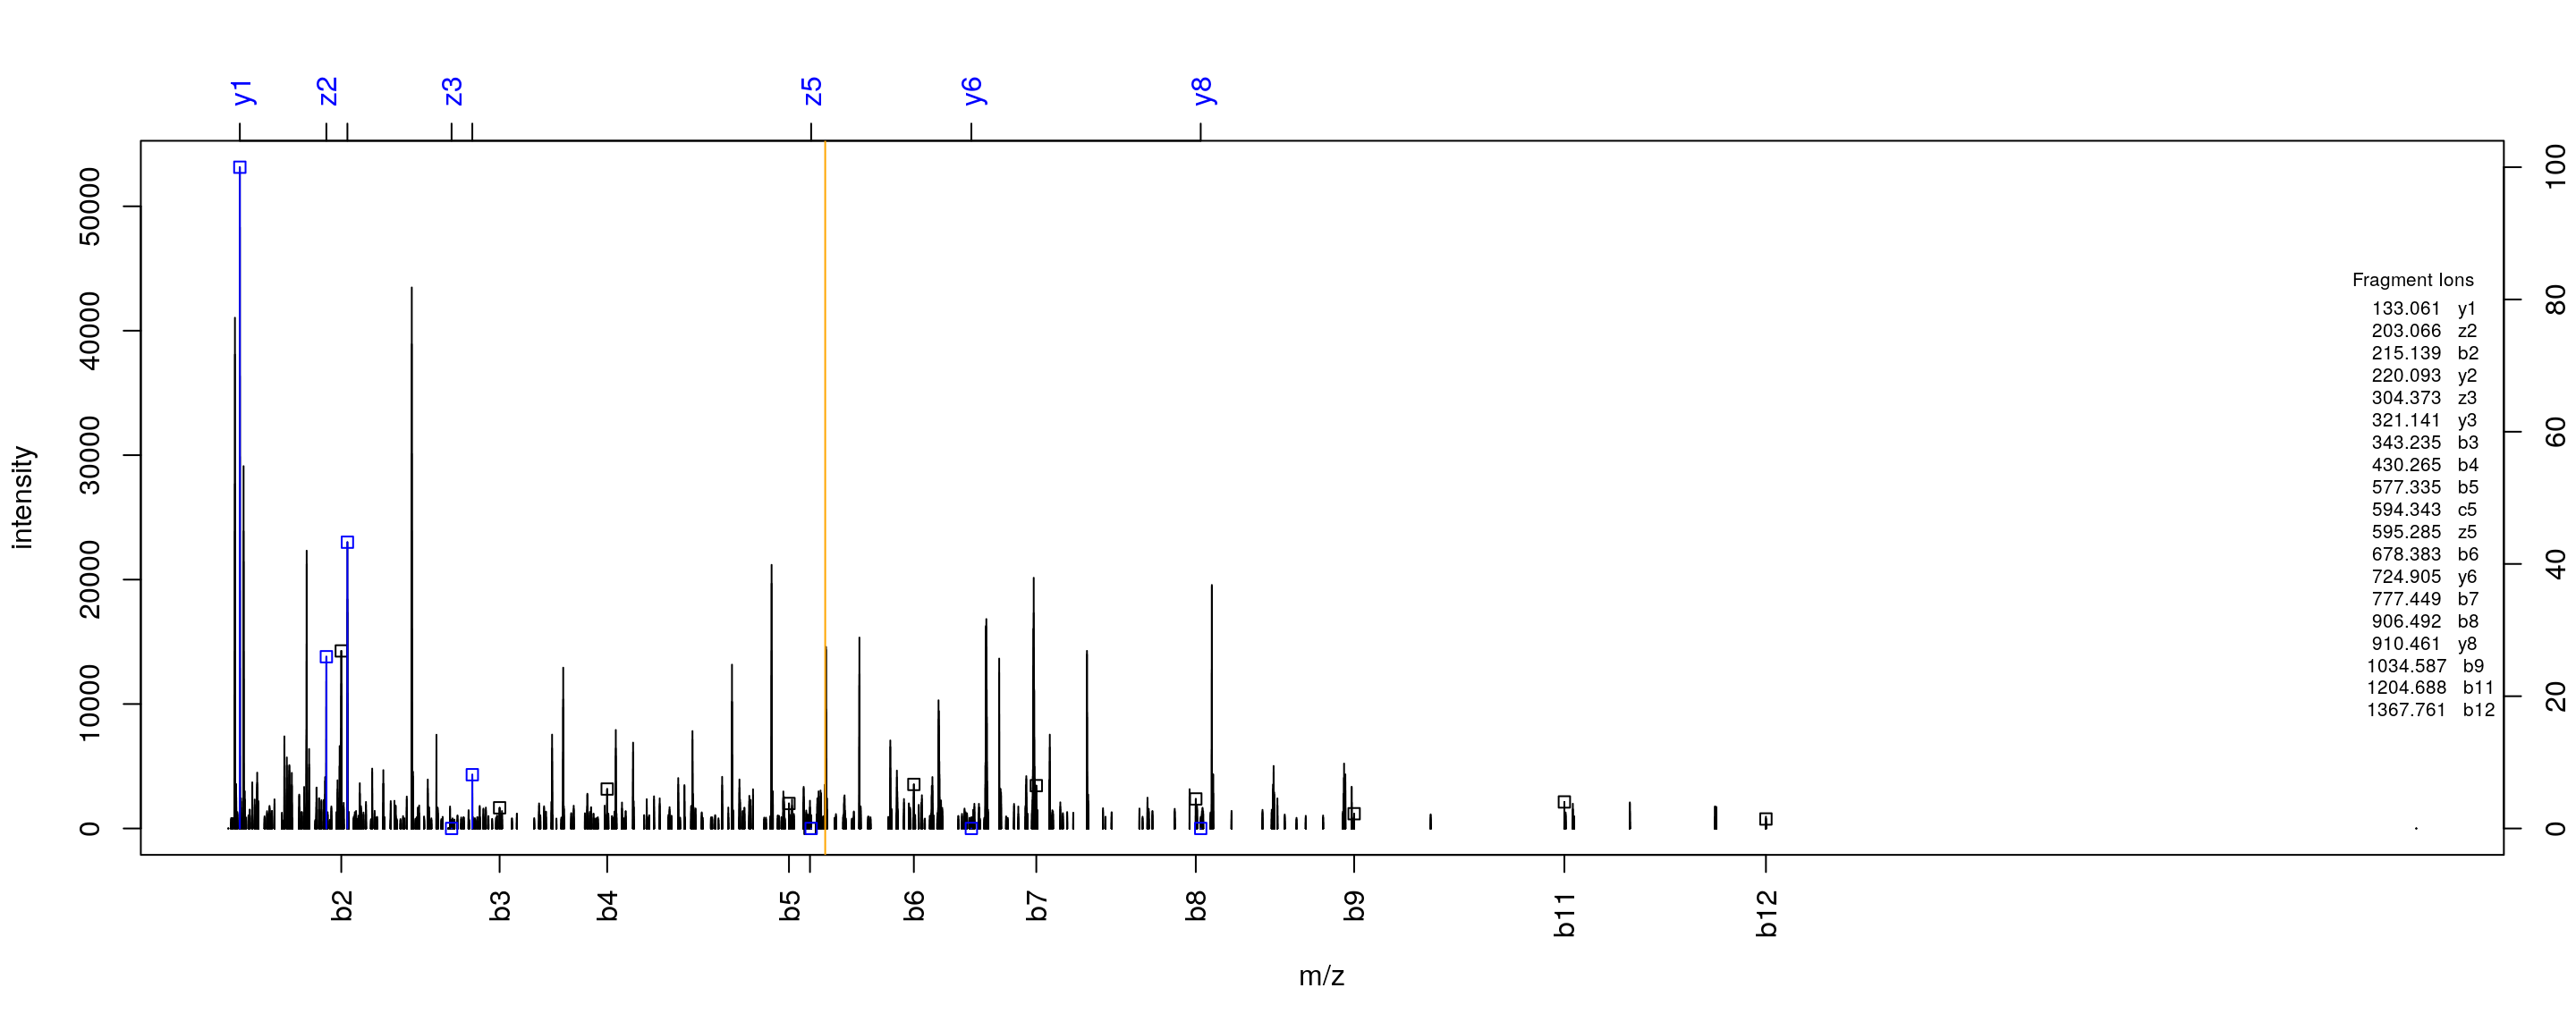 y1 z2 z3 z5 y6 y8
50000
40000
30000
20000
10000
0
intensity
100
80
60
40
20
0
Fragment Ions
133.061 y1
203.066 z2
215.139 b2
220.093 y2
304.373 z3
321.141 y3
343.235 b3
430.265 b4
577.335 b5
594.343 c5
595.285 z5
678.383 b6
724.905 y6
777.449 b7
906.492 b8
910.461 y8
1034.587 b9
1204.688 b11
1367.761 b12
b2 b3 b4 b5 b6 b7 b8 b9 b11 b12
m/z